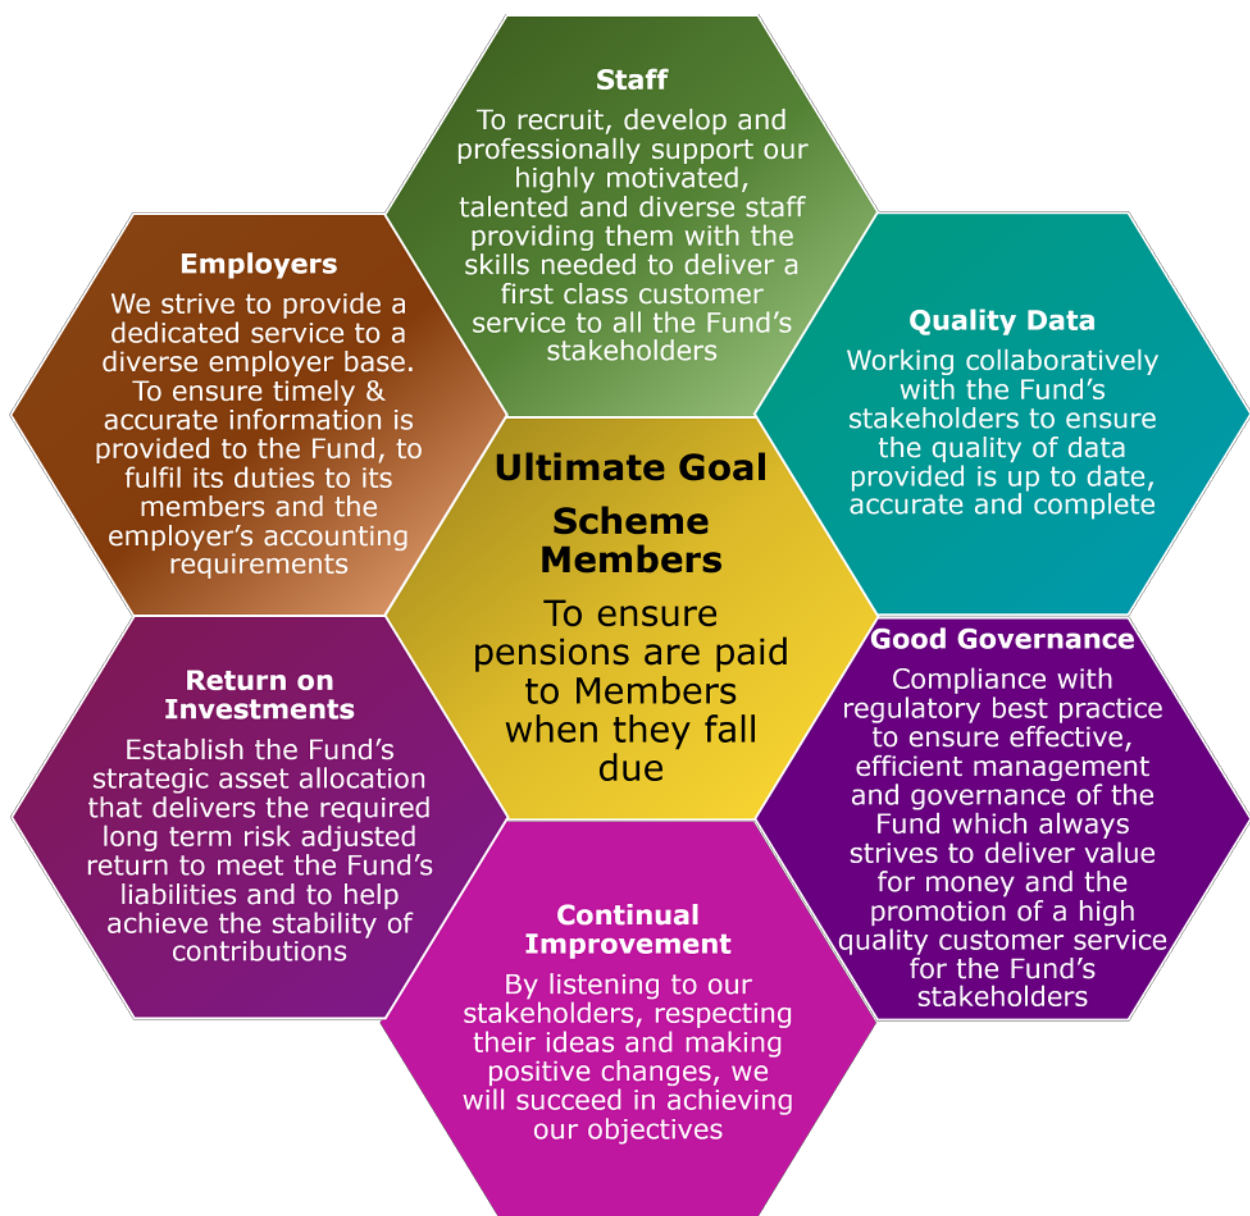 Staff
To recruit, develop and
professionally support our
highly motivated,
talented and diverse staff
providing them with the
skills needed to deliver a
first class customer
service to all the Fund’s
stakeholders
Employers
We strive to provide a
dedicated service to a
diverse employer base.
To ensure timely &
accurate information is
provided to the Fund, to
fulfil its duties to its
members and the
employer’s accounting
requirements
Quality Data
Working collaboratively
with the Fund’s
stakeholders to ensure
the quality of data
provided is up to date,
accurate and complete
Ultimate Goal
Scheme
Members
To ensure
pensions are paid
to Members
when they fall
due
Return on
Investments
Establish the Fund’s
strategic asset allocation
that delivers the required
long term risk adjusted
return to meet the Fund’s
liabilities and to help
achieve the stability of
contributions
Good Governance
Compliance with
regulatory best practice
to ensure effective,
efficient management
and governance of the
Fund which always
strives to deliver value
for money and the
promotion of a high
quality customer service
for the Fund’s
stakeholders
Continual
Improvement
By listening to our
stakeholders, respecting
their ideas and making
positive changes, we
will succeed in achieving
our objectives